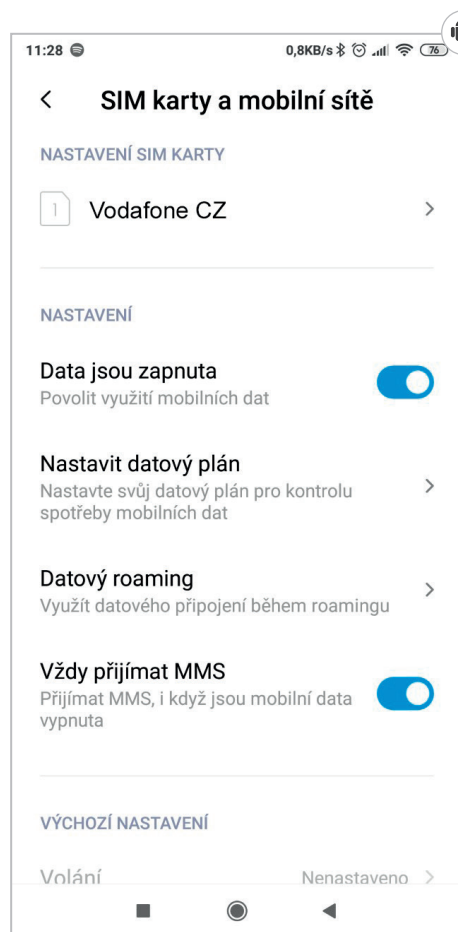 11:28 0,8KB/s 76
SIM karty a mobilní sítě
NASTAVENÍ SIM KARTY
1 Vodafone CZ
NASTAVENÍ
Data jsou zapnuta
Povolit využití mobilních dat
Nastavit datový plán
Nastavte svůj datový plán pro kontrolu
spotřeby mobilních dat
Datový roaming
Využít datového připojení během roamingu
Vždy přijímat MMS
Přijímat MMS, i když jsou mobilní data
vypnuta
VÝCHOZÍ NASTAVENÍ
Volání Nenastaveno